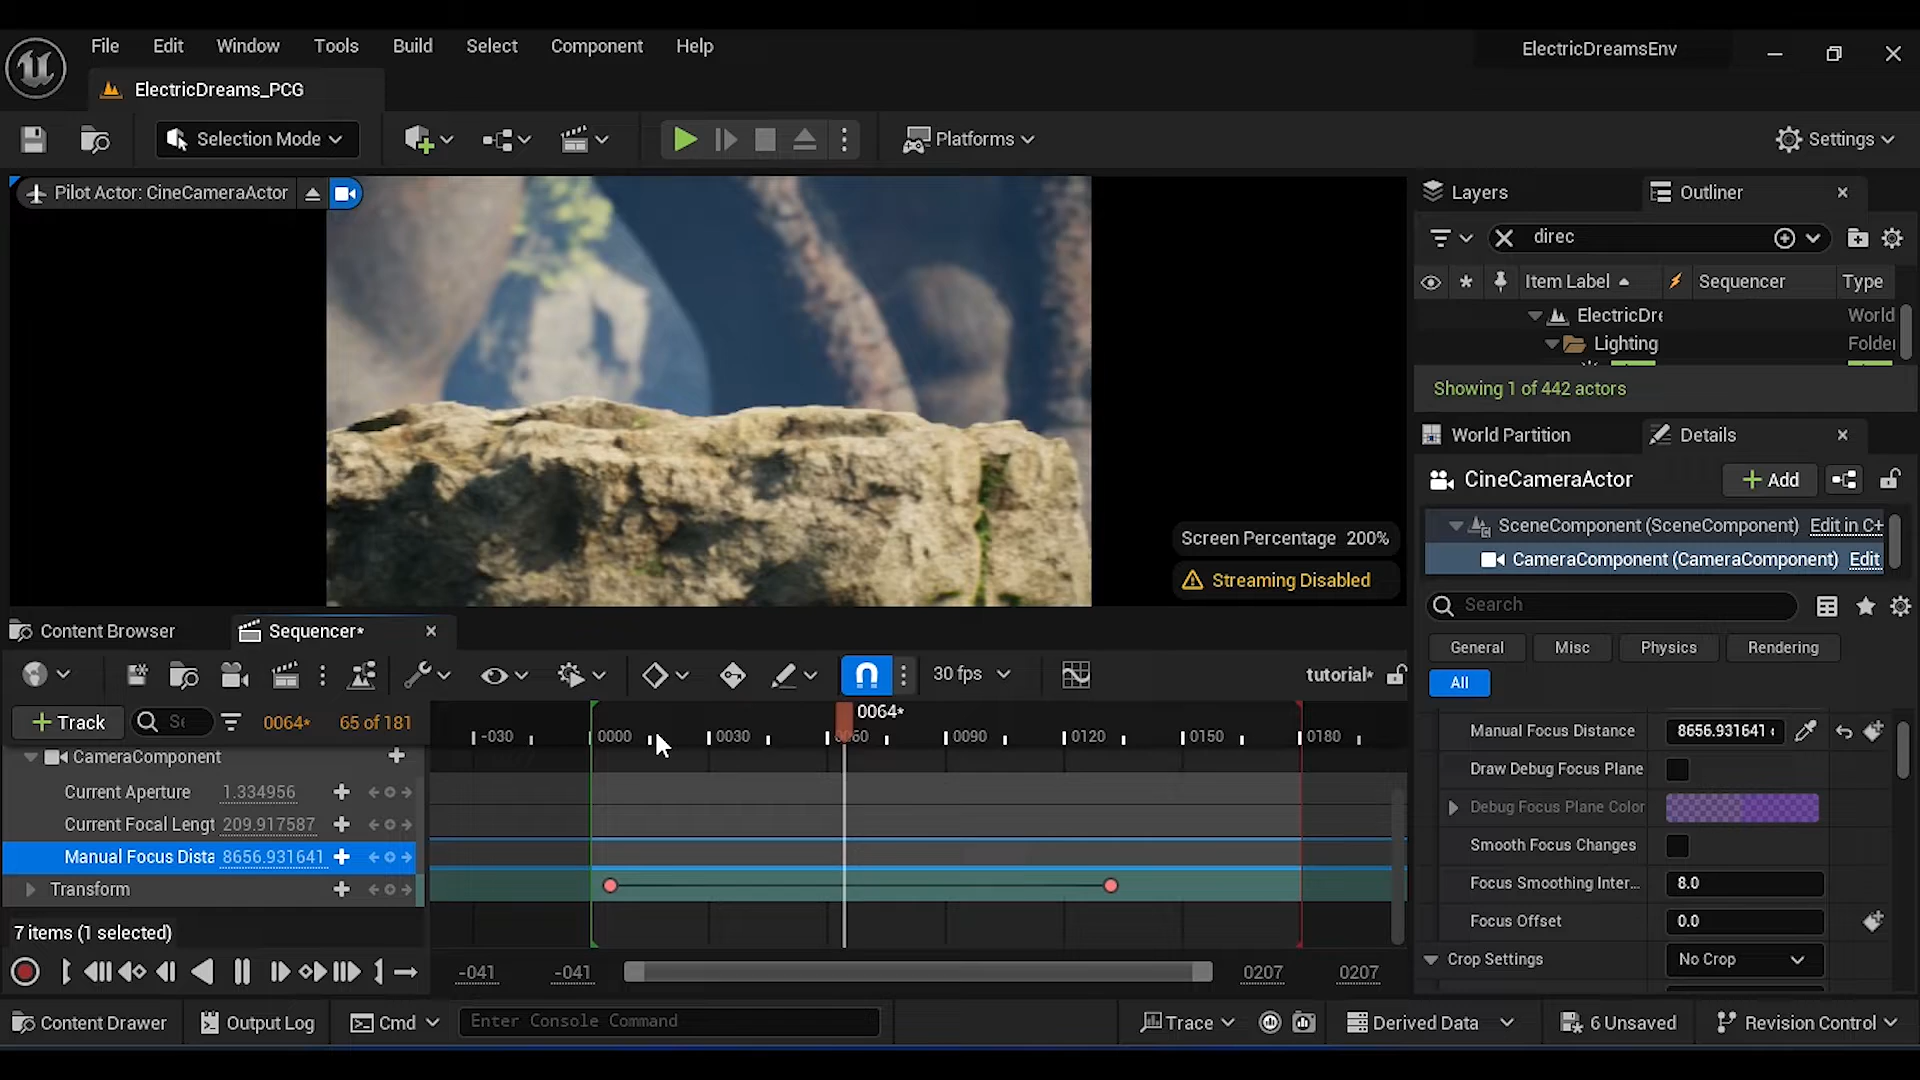 File Edit Window Tools Build Select Component Help
ElectricDreamsEnv
ElectricDreams_PCG
Selection Mode
Platforms
Settings
Pilot Actor: CineCameraActor
Screen Percentage 200%
Streaming Disabled
Layers
Outliner
direc
Item Label
Sequencer
Type
ElectricDre
World
Lighting
Folder
Showing 1 of 442 actors
World Partition
Details
CineCameraActor
Add
SceneComponent (SceneComponent) Edit in C+
CameraComponent (CameraComponent) Edit
Search
General Misc Physics Rendering
All
Manual Focus Distance 8656.931641
Draw Debug Focus Plane
Debug Focus Plane Color
Smooth Focus Changes
Focus Smoothing Inter... 8.0
Focus Offset 0.0
Crop Settings No Crop
Content Browser
Sequencer*
30 fps
tutorial*
Track
0064* 65 of 181
0064*
-030 0000 0030 0060 0090 0120 0150 0180
CameraComponent
Current Aperture 1.334956
Current Focal Lengt 209.917587
Manual Focus Dista 8656.931641
Transform
7 items (1 selected)
-041 -041 0207 0207
Content Drawer
Output Log
Cmd
Enter Console Command
Trace
Derived Data
6 Unsaved
Revision Control